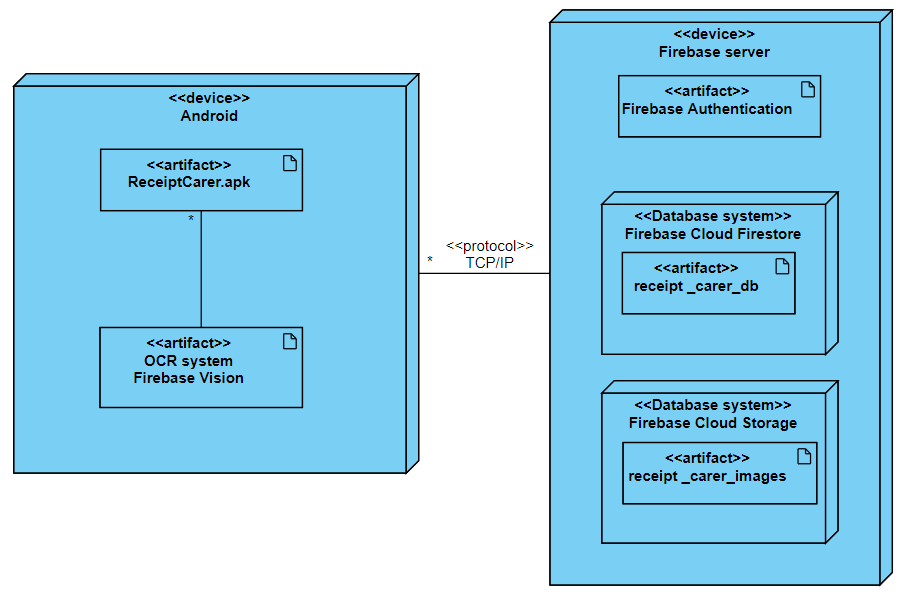 <<device>>
Android
<<artifact>>
ReceiptCarer.apk
*
<<artifact>>
OCR system
Firebase Vision
<<protocol>>
* TCP/IP
<<device>>
Firebase server
<<artifact>>
Firebase Authentication
<<Database system>>
Firebase Cloud Firestore
<<artifact>>
receipt _carer_db
<<Database system>>
Firebase Cloud Storage
<<artifact>>
receipt _carer_images